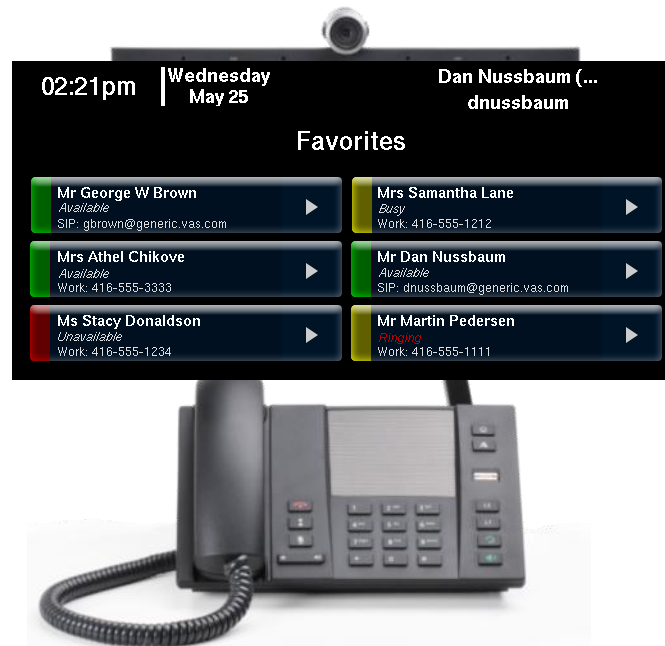 02:21pm
Wednesday
May 25
Dan Nussbaum (...
dnussbaum
Favorites
Mr George W Brown
Available
SIP: gbrown@generic.vas.com
Mrs Samantha Lane
Busy
Work: 416-555-1212
Mrs Athel Chikove
Available
Work: 416-555-3333
Mr Dan Nussbaum
Available
SIP: dnussbaum@generic.vas.com
Ms Stacy Donaldson
Unavailable
Work: 416-555-1234
Mr Martin Pedersen
Ringing
Work: 416-555-1111